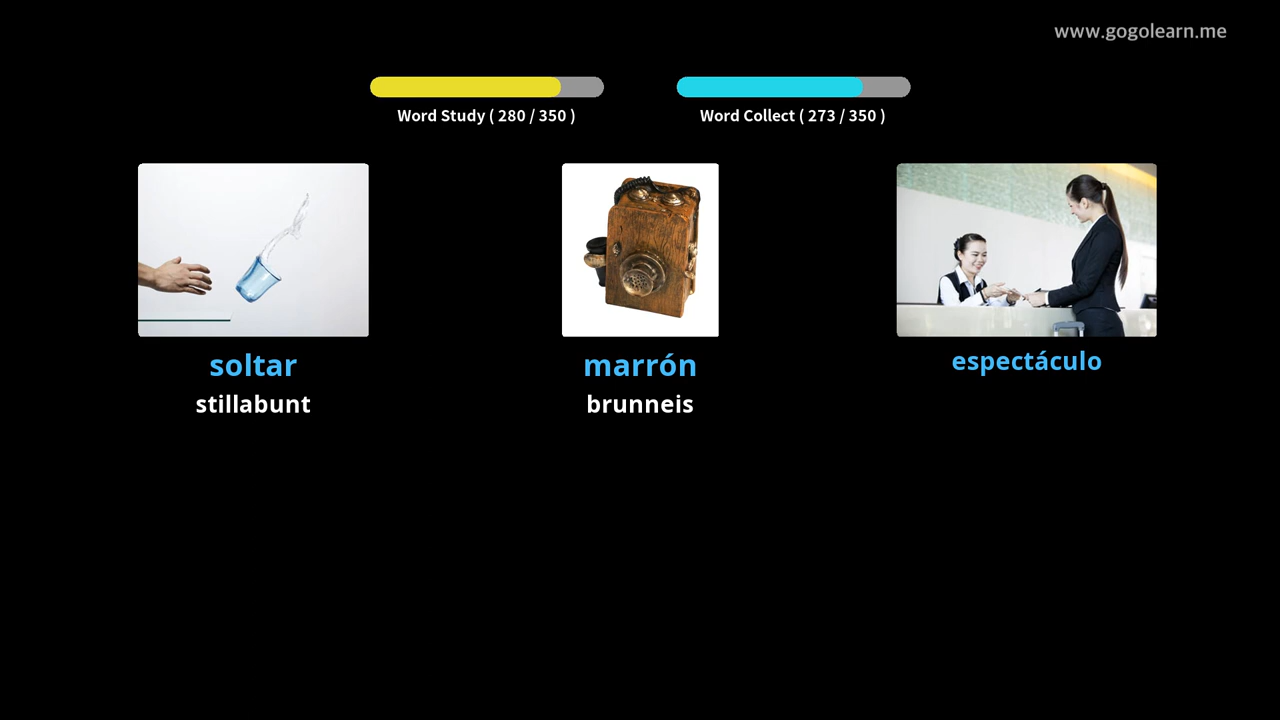 www.gogolearn.me
Word Study ( 280 / 350 )
Word Collect ( 273 / 350 )
soltar
stillabunt
marrón
brunneis
espectáculo